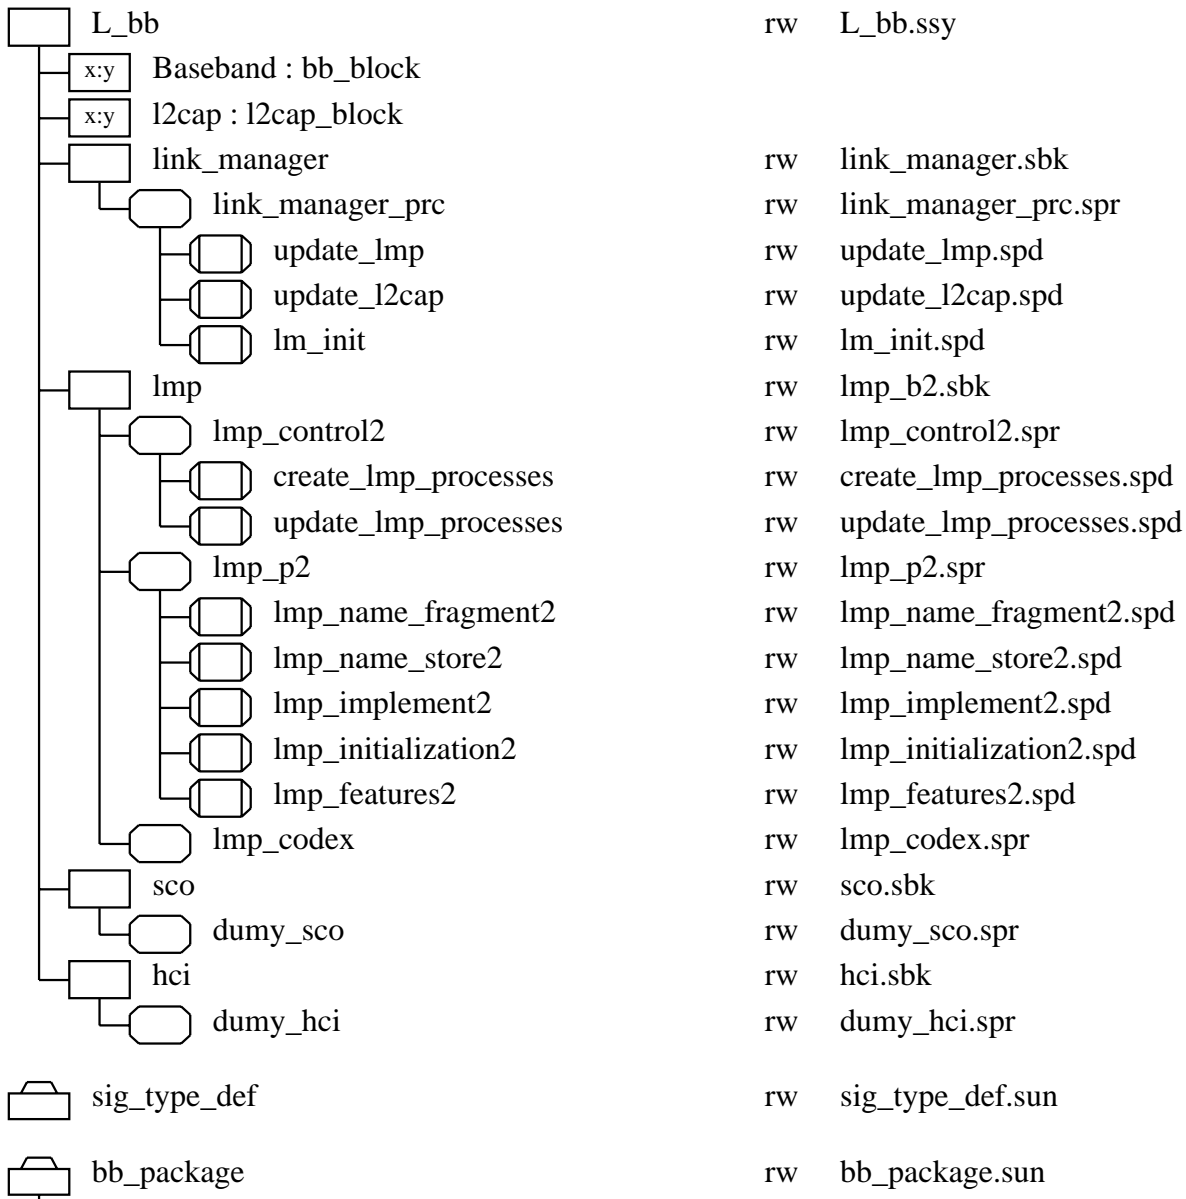 L_bb rw L_bb.ssy
x:y Baseband : bb_block
x:y l2cap : l2cap_block
link_manager rw link_manager.sbk
link_manager_prc rw link_manager_prc.spr
update_lmp rw update_lmp.spd
update_l2cap rw update_l2cap.spd
lm_init rw lm_init.spd
lmp rw lmp_b2.sbk
lmp_control2 rw lmp_control2.spr
create_lmp_processes rw create_lmp_processes.spd
update_lmp_processes rw update_lmp_processes.spd
lmp_p2 rw lmp_p2.spr
lmp_name_fragment2 rw lmp_name_fragment2.spd
lmp_name_store2 rw lmp_name_store2.spd
lmp_implement2 rw lmp_implement2.spd
lmp_initialization2 rw lmp_initialization2.spd
lmp_features2 rw lmp_features2.spd
lmp_codex rw lmp_codex.spr
sco rw sco.sbk
dumy_sco rw dumy_sco.spr
hci rw hci.sbk
dumy_hci rw dumy_hci.spr
sig_type_def rw sig_type_def.sun
bb_package rw bb_package.sun